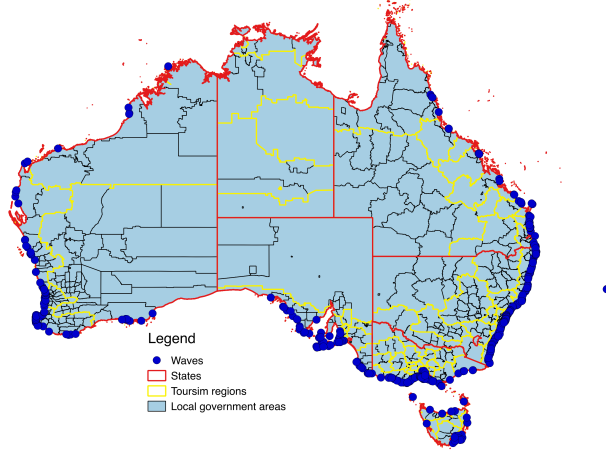 Legend
Waves
States
Toursim regions
Local government areas